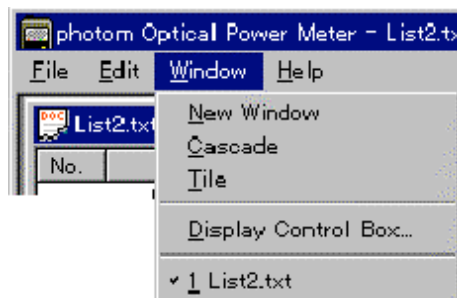 photom Optical Power Meter - List2.tx
File Edit Window Help
New Window
Cascade
Tile
Display Control Box...
✓ 1 List2.txt
DOC List2.txt
No.